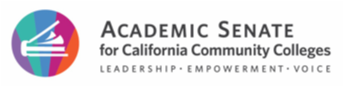 ACADEMIC SENATE
for California Community Colleges
LEADERSHIP · EMPOWERMENT · VOICE